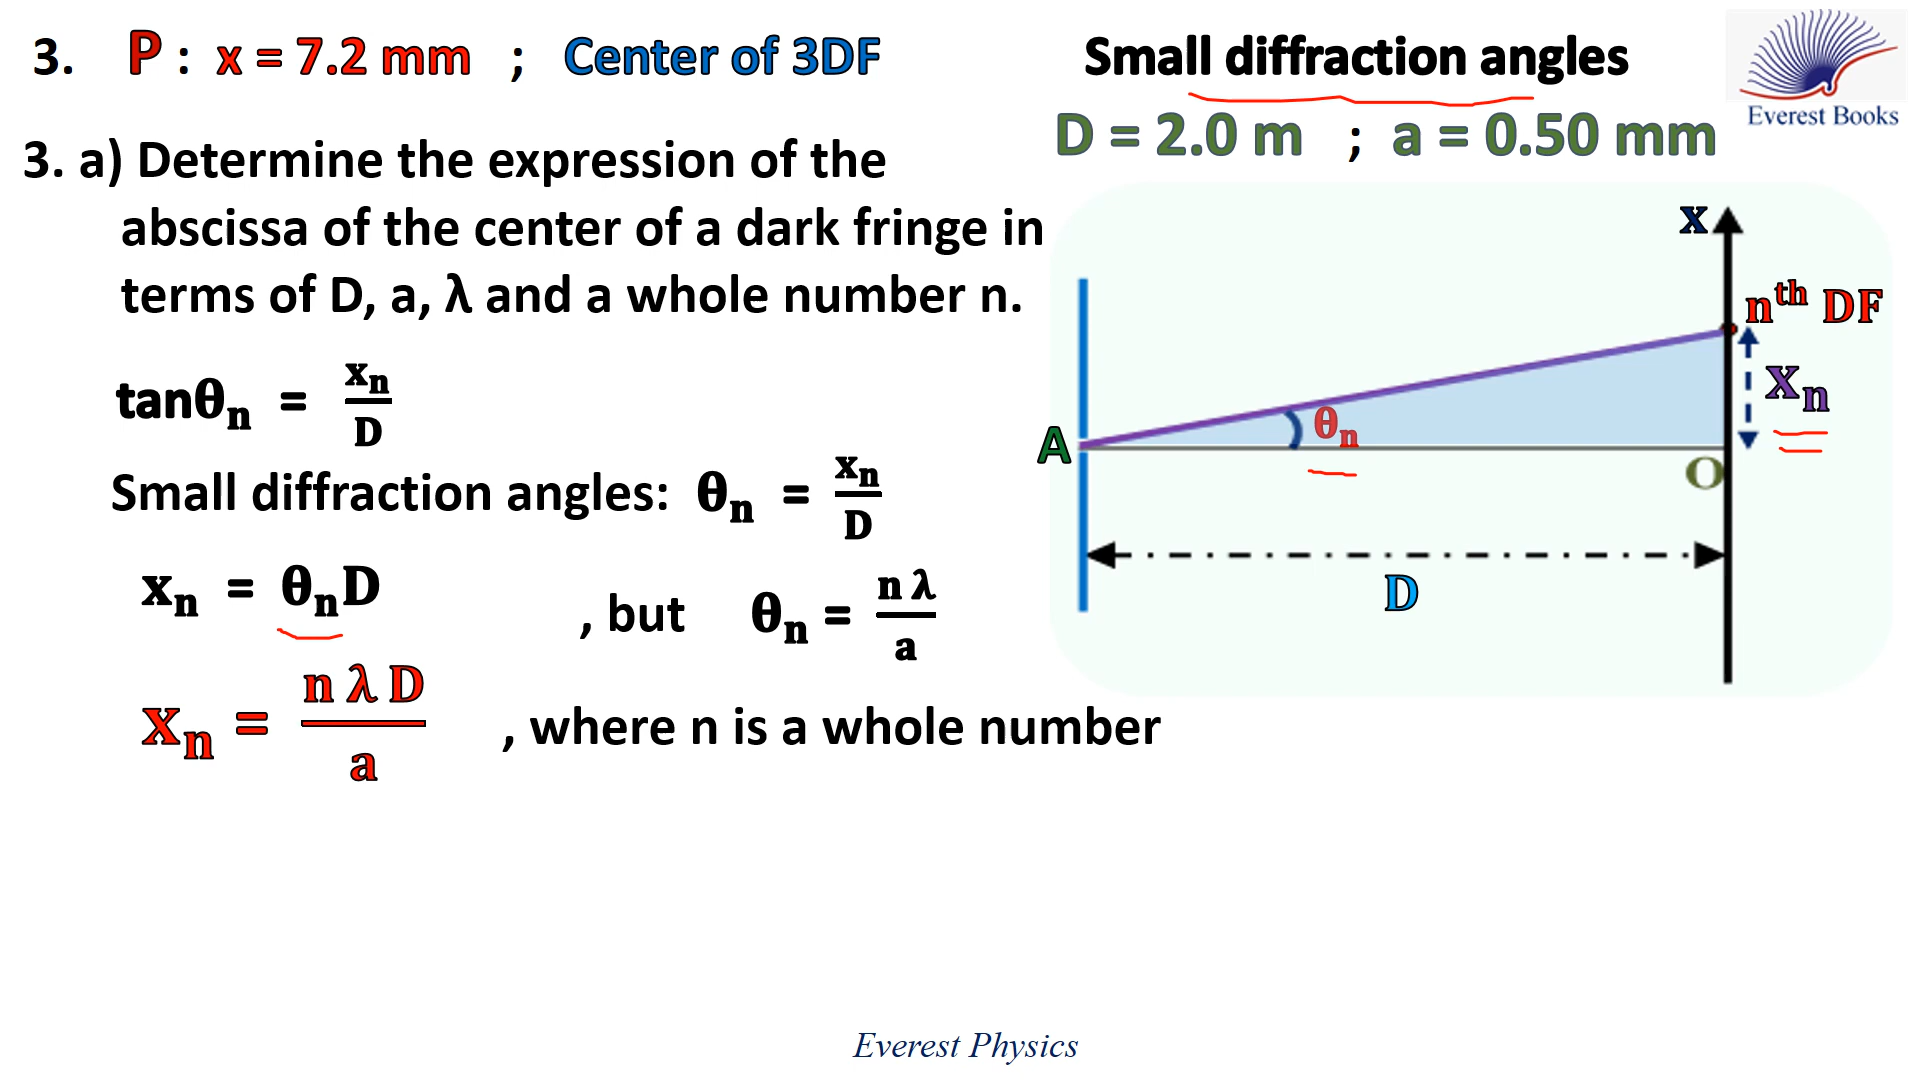 3. P : x = 7.2 mm ; Center of 3DF
Small diffraction angles
D = 2.0 m ; a = 0.50 mm
Everest Books
3. a) Determine the expression of the
abscissa of the center of a dark fringe in
terms of D, a, λ and a whole number n.
tanθₙ = xₙ/D
Small diffraction angles: θₙ = xₙ/D
xₙ = θₙD , but θₙ = n λ/a
xₙ = n λ D/a , where n is a whole number
x
nᵗʰ DF
xₙ
θₙ
A
O
D
Everest Physics